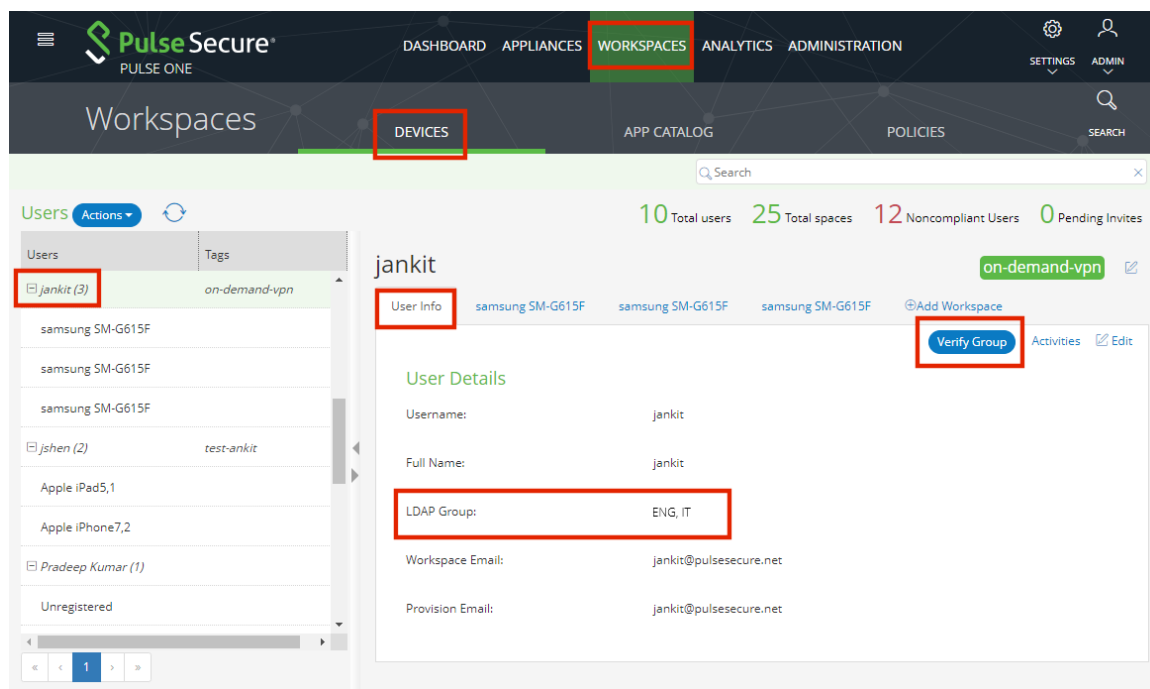 Pulse Secure
PULSE ONE
DASHBOARD APPLIANCES WORKSPACES ANALYTICS ADMINISTRATION
SETTINGS ADMIN
Workspaces
DEVICES APP CATALOG POLICIES
SEARCH
Search
Users Actions
10 Total users 25 Total spaces 12 Noncompliant Users 0 Pending Invites
Users Tags
jankit (3) on-demand-vpn
samsung SM-G615F
samsung SM-G615F
samsung SM-G615F
jshen (2) test-ankit
Apple iPad5,1
Apple iPhone7,2
Pradeep Kumar (1)
Unregistered
« < 1 > »
jankit on-demand-vpn
User Info samsung SM-G615F samsung SM-G615F samsung SM-G615F Add Workspace
Verify Group Activities Edit
User Details
Username: jankit
Full Name: jankit
LDAP Group: ENG, IT
Workspace Email: jankit@pulsesecure.net
Provision Email: jankit@pulsesecure.net